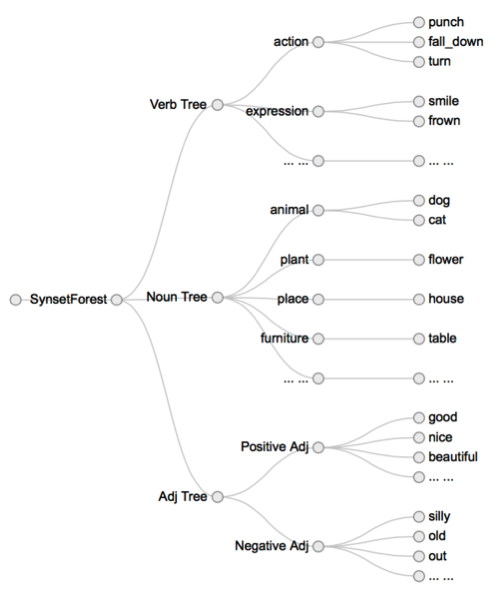 SynsetForest
Verb Tree
action
punch
fall_down
turn
expression
smile
frown
... ...
... ...
Noun Tree
animal
dog
cat
plant
flower
place
house
furniture
table
... ...
... ...
Adj Tree
Positive Adj
good
nice
beautiful
... ...
Negative Adj
silly
old
out
... ...